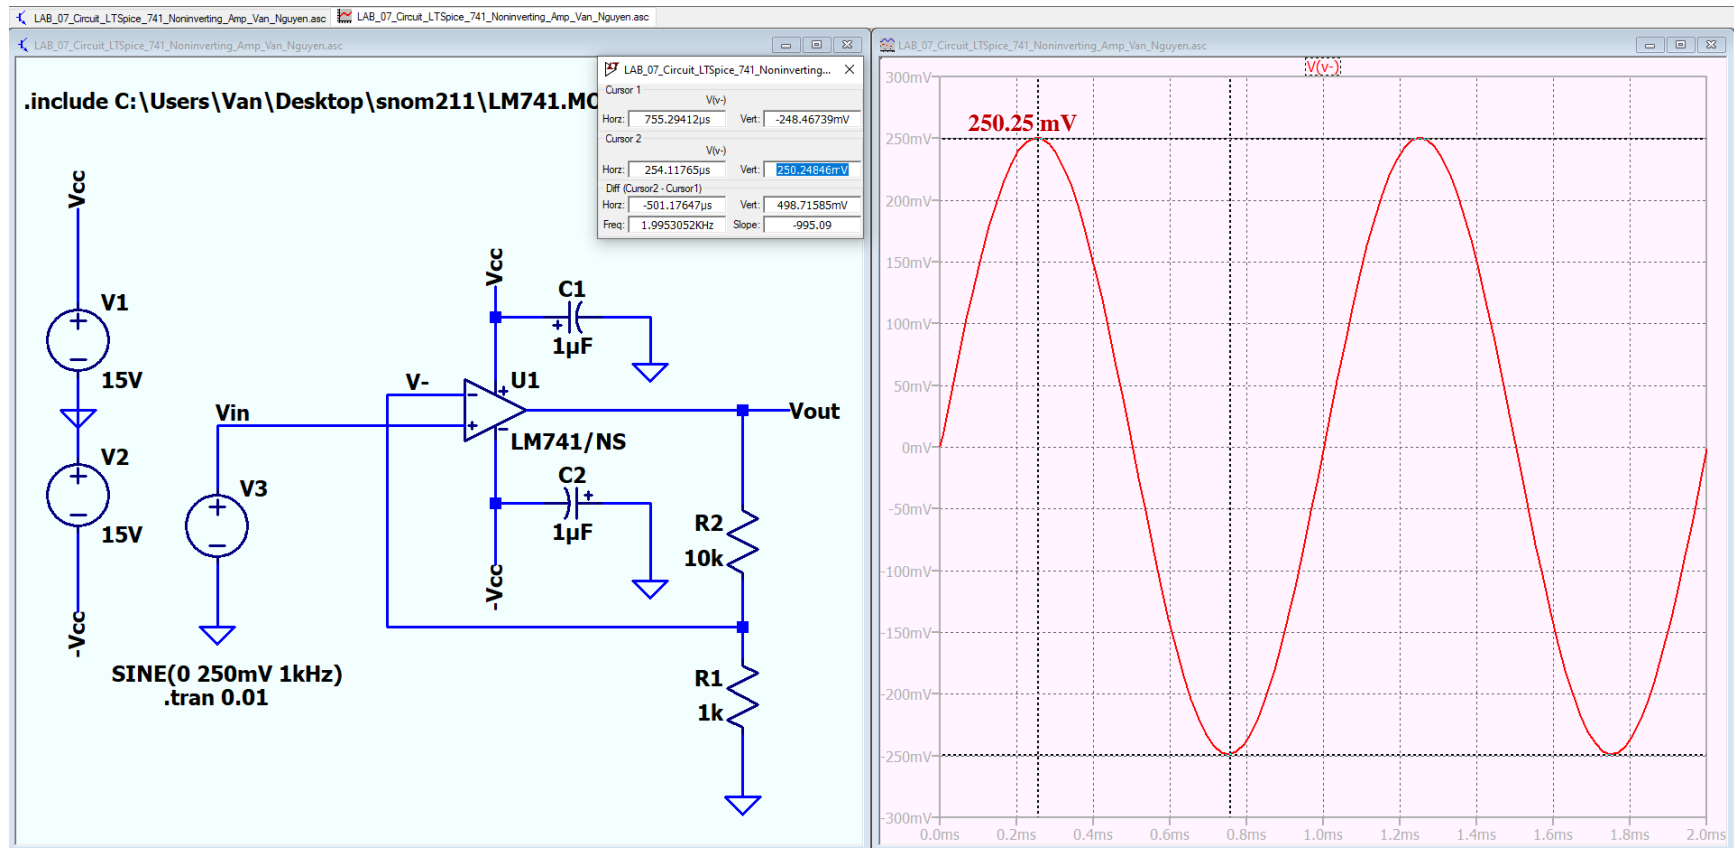 LAB_07_Circuit_LTSpice_741_Noninverting_Amp_Van_Nguyen.asc
LAB_07_Circuit_LTSpice_741_Noninverting_Amp_Van_Nguyen.asc
LAB_07_Circuit_LTSpice_741_Noninverting_Amp_Van_Nguyen.asc
.include C:\Users\Van\Desktop\snom211\LM741.MO
Vcc
V1
+
−
15V
V2
+
−
15V
-Vcc
Vin
V3
+
−
SINE(0 250mV 1kHz)
.tran 0.01
Vcc
C1
+
1µF
V-
U1
+
−
+
−
LM741/NS
Vout
C2
+
1µF
-Vcc
R2
10k
R1
1k
LAB_07_Circuit_LTSpice_741_Noninverting...
Cursor 1
V(v-)
Horz: 755.29412µs Vert: -248.46739mV
Cursor 2
V(v-)
Horz: 254.11765µs Vert: 250.24846mV
Diff (Cursor2 - Cursor1)
Horz: -501.17647µs Vert: 498.71585mV
Freq: 1.9953052KHz Slope: -995.09
LAB_07_Circuit_LTSpice_741_Noninverting_Amp_Van_Nguyen.asc
V(v-)
250.25 mV
300mV
250mV
200mV
150mV
100mV
50mV
0mV
-50mV
-100mV
-150mV
-200mV
-250mV
-300mV
0.0ms 0.2ms 0.4ms 0.6ms 0.8ms 1.0ms 1.2ms 1.4ms 1.6ms 1.8ms 2.0ms